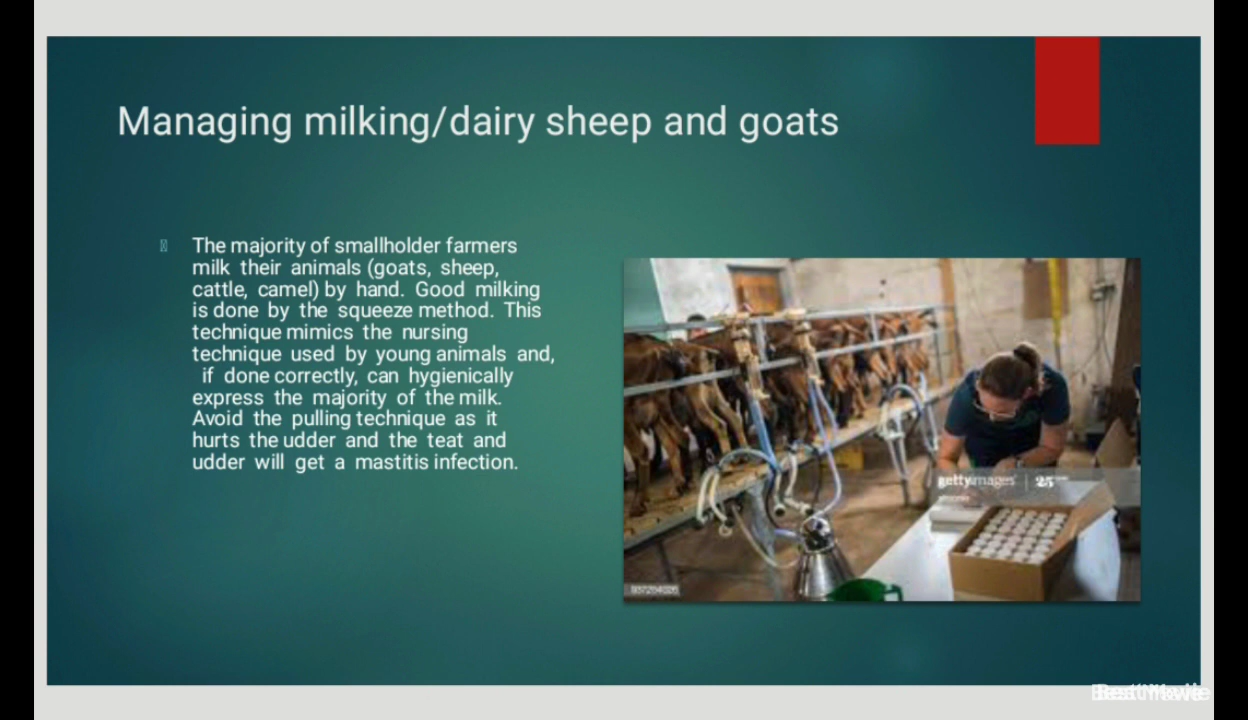 Managing milking/dairy sheep and goats
The majority of smallholder farmers
milk their animals (goats, sheep,
cattle, camel) by hand. Good milking
is done by the squeeze method. This
technique mimics the nursing
technique used by young animals and,
if done correctly, can hygienically
express the majority of the milk.
Avoid the pulling technique as it
hurts the udder and the teat and
udder will get a mastitis infection.
gettyimages | 25